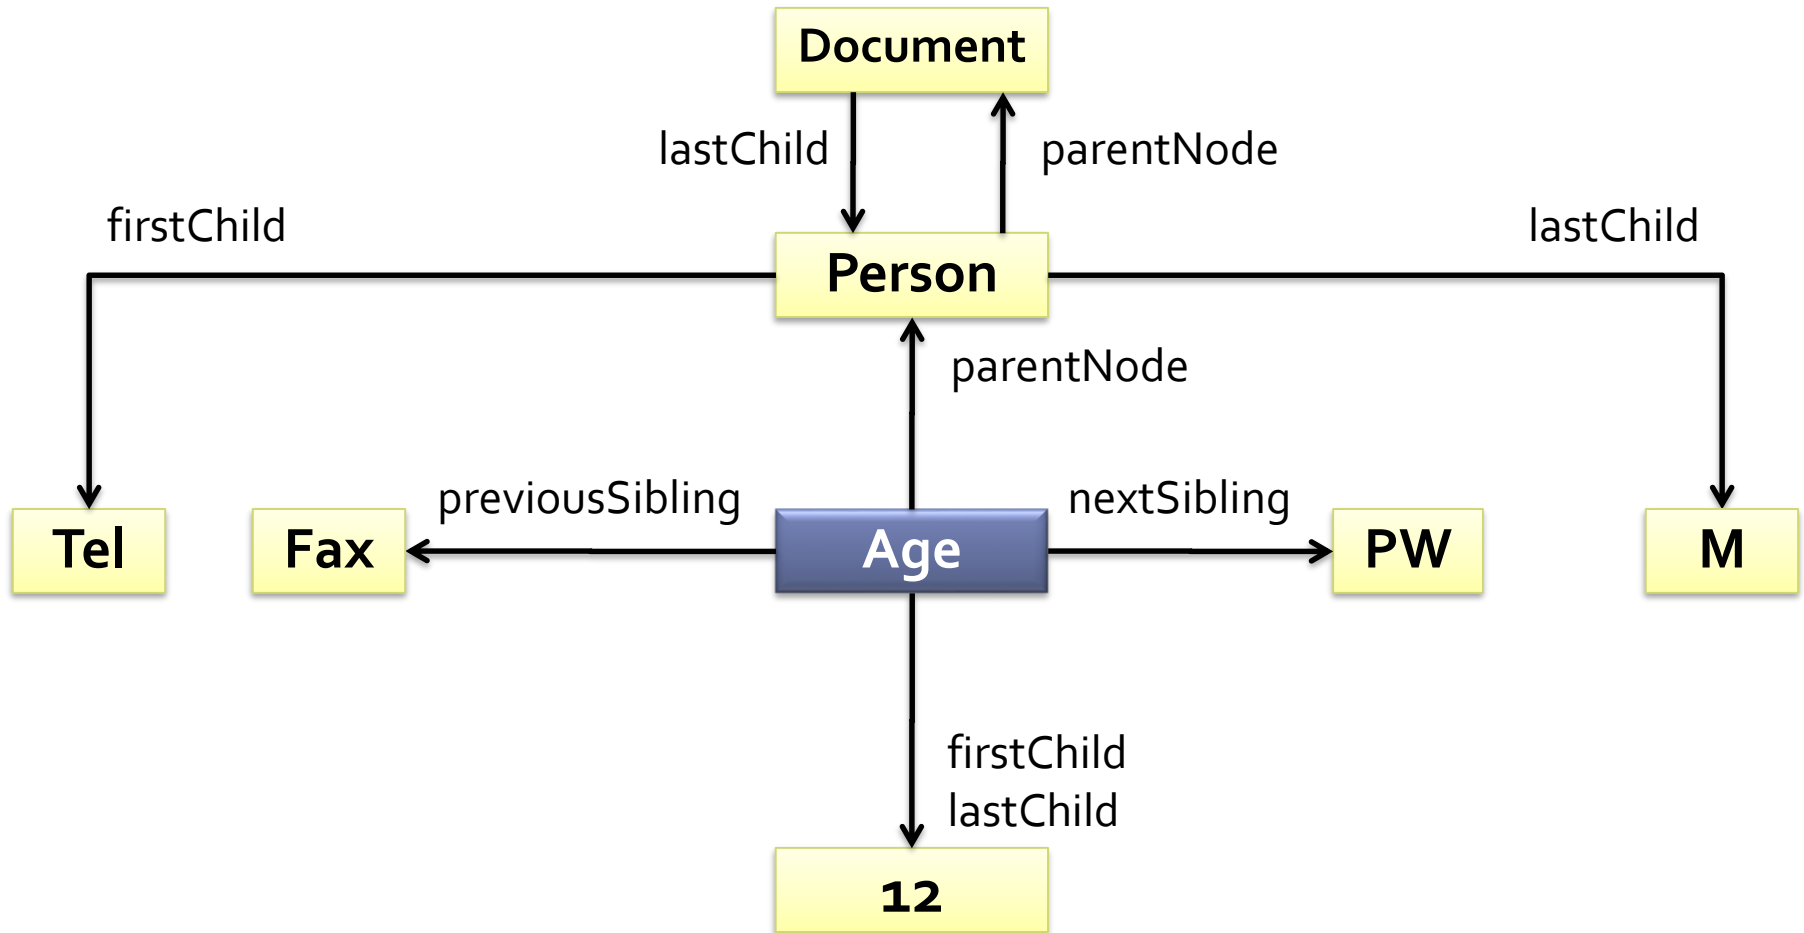 Document
lastChild
parentNode
firstChild
lastChild
Person
parentNode
previousSibling
nextSibling
Tel
Fax
Age
PW
M
firstChild
lastChild
12